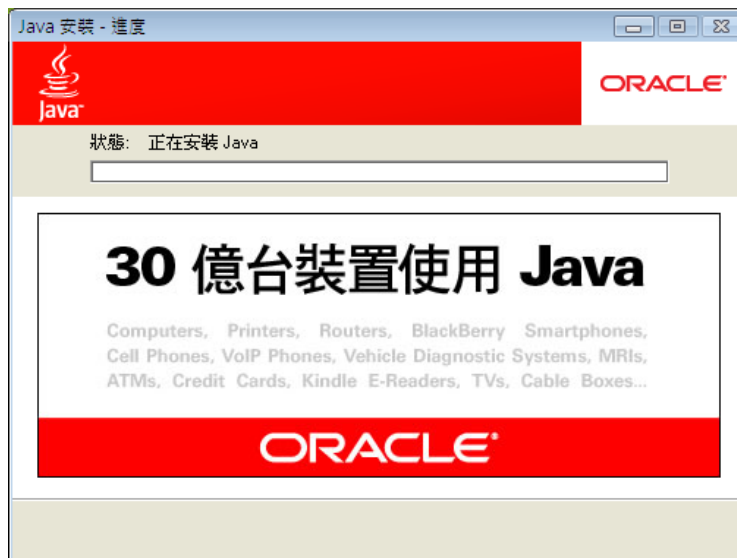 Java 安裝 - 進度
Java™
ORACLE®
狀態: 正在安裝 Java
30 億台裝置使用 Java
Computers, Printers, Routers, BlackBerry Smartphones,
Cell Phones, VoIP Phones, Vehicle Diagnostic Systems, MRIs,
ATMs, Credit Cards, Kindle E-Readers, TVs, Cable Boxes...
ORACLE®